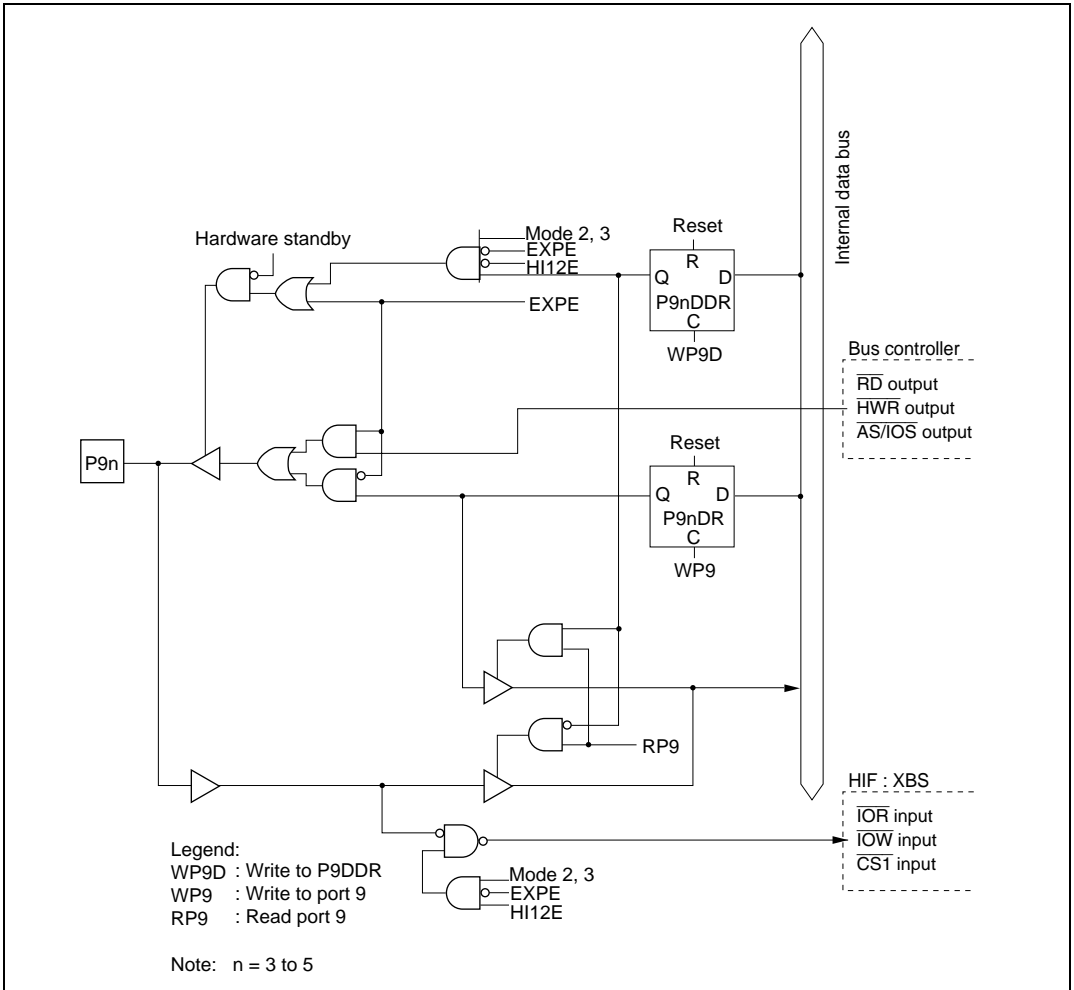 Internal data bus
Hardware standby
Mode 2, 3
EXPE
HI12E
EXPE
Reset
R
Q D
P9nDDR
C
WP9D
Bus controller
RD output
HWR output
AS/IOS output
P9n
Reset
R
Q D
P9nDR
C
WP9
RP9
HIF : XBS
IOR input
IOW input
CS1 input
Mode 2, 3
EXPE
HI12E
Legend:
WP9D : Write to P9DDR
WP9 : Write to port 9
RP9 : Read port 9
Note: n = 3 to 5